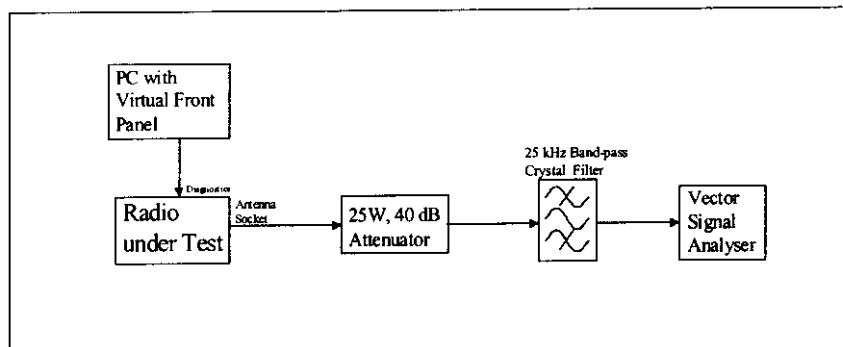 PC with
Virtual Front
Panel
Diagnostics
Radio
under Test
Antenna
Socket
25W, 40 dB
Attenuator
25 kHz Band-pass
Crystal Filter
Vector
Signal
Analyser